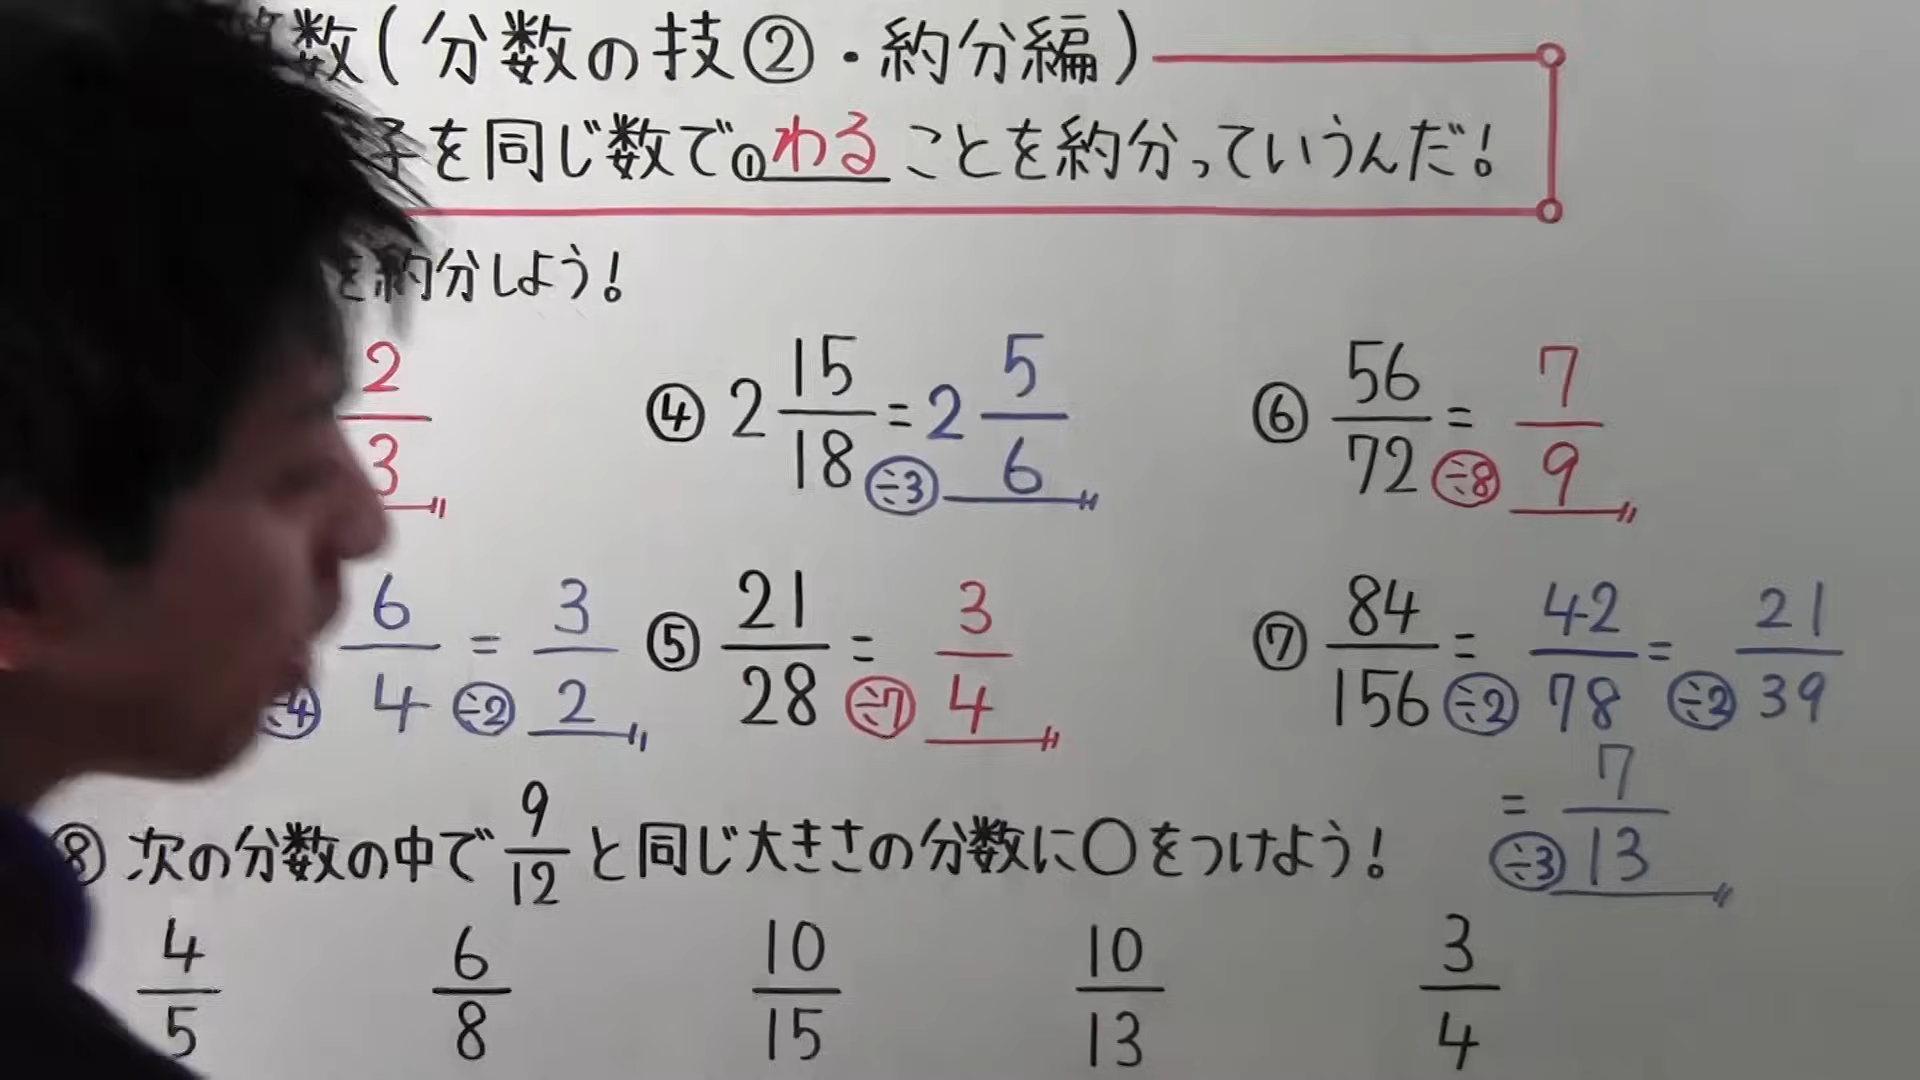 数(分数の技②・約分編)
子を同じ数で①わることを約分っていうんだ!
を約分しよう!
2/3
④ 2 15/18 = ÷3 2 5/6
⑥ 56/72 = ÷8 7/9
÷4 6/4 = ÷2 3/2
⑤ 21/28 = ÷7 3/4
⑦ 84/156 = ÷2 42/78 = ÷2 21/39
= ÷3 7/13
⑧ 次の分数の中で 9/12 と同じ大きさの分数に○をつけよう!
4/5 6/8 10/15 10/13 3/4